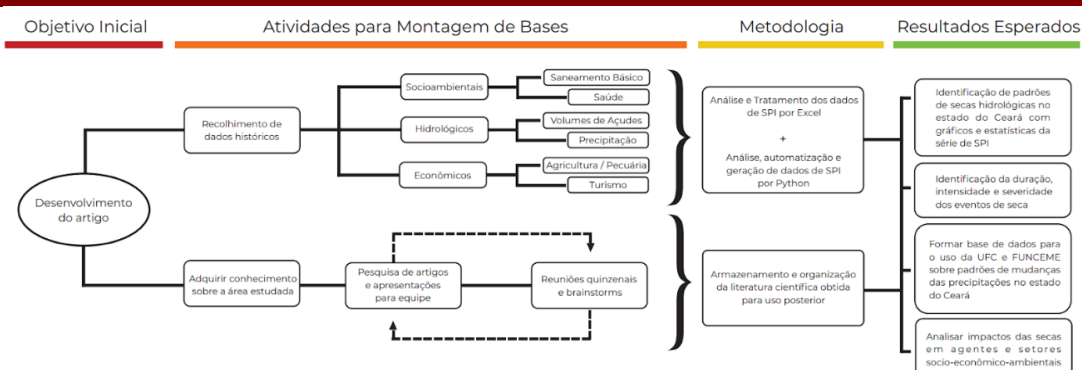 Objetivo Inicial
Atividades para Montagem de Bases
Metodologia
Resultados Esperados
Desenvolvimento
do artigo
Recolhimento de
dados históricos
Socioambientais
Saneamento Básico
Saúde
Hidrológicos
Volumes de Açudes
Precipitação
Econômicos
Agricultura / Pecuária
Turismo
Adquirir conhecimento
sobre a área estudada
Pesquisa de artigos
e apresentações
para equipe
Reuniões quinzenais
e brainstorms
Análise e Tratamento dos dados
de SPI por Excel
+
Análise, automatização e
geração de dados de SPI
por Python
Armazenamento e organização
da literatura científica obtida
para uso posterior
Identificação de padrões
de secas hidrológicas no
estado do Ceará com
gráficos e estatísticas da
série de SPI
Identificação da duração,
intensidade e severidade
dos eventos de seca
Formar base de dados para
o uso da UFC e FUNCEME
sobre padrões de mudanças
das precipitações no estado
do Ceará
Analisar impactos das secas
em agentes e setores
socio-econômico-ambientais